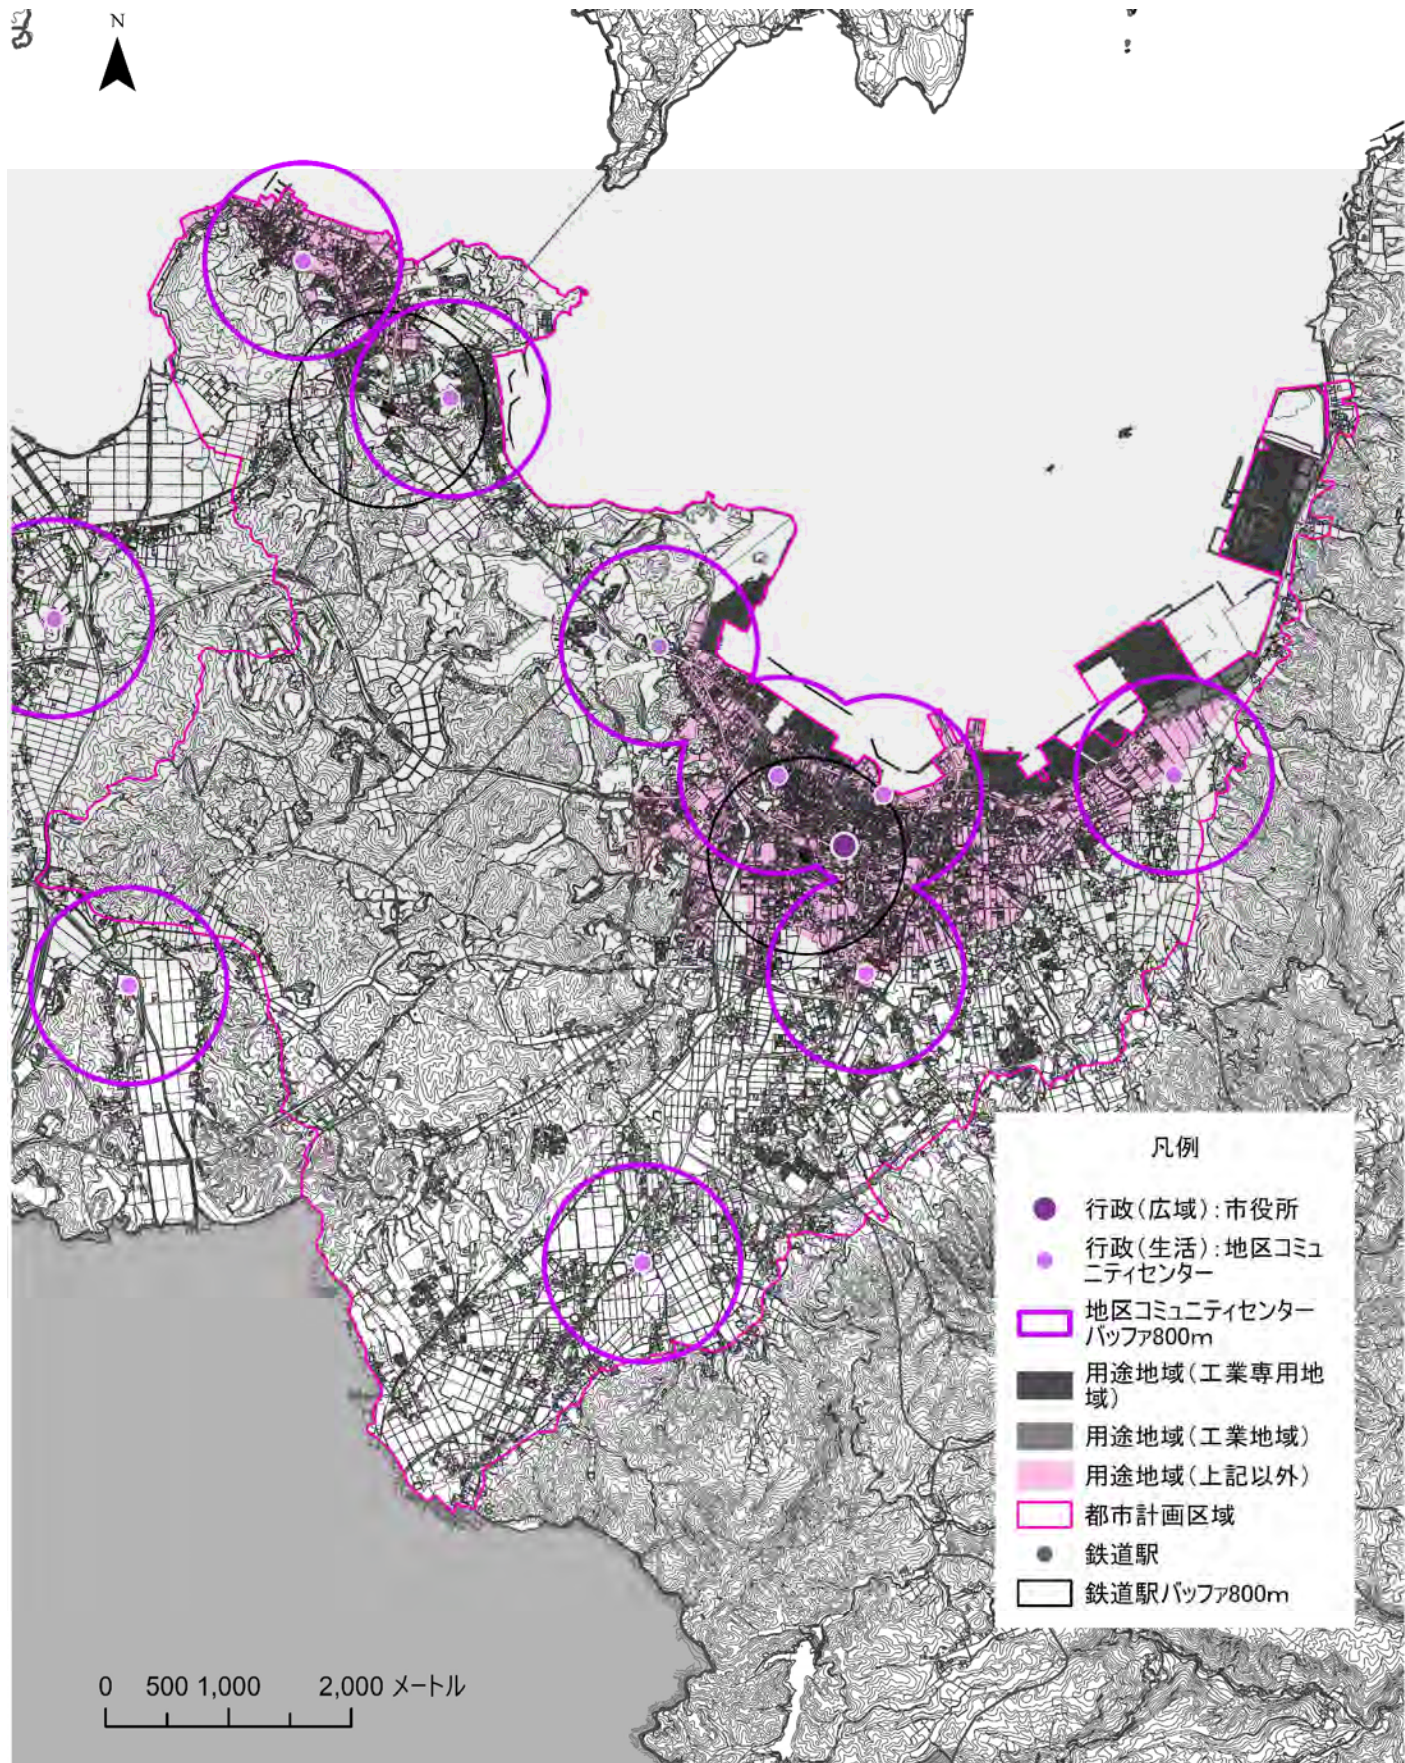 N
凡例
行政(広域):市役所
行政(生活):地区コミュ
ニティセンター
地区コミュニティセンター
バッファ800m
用途地域(工業専用地
域)
用途地域(工業地域)
用途地域(上記以外)
都市計画区域
鉄道駅
鉄道駅バッファ800m
0 500 1,000 2,000 メートル